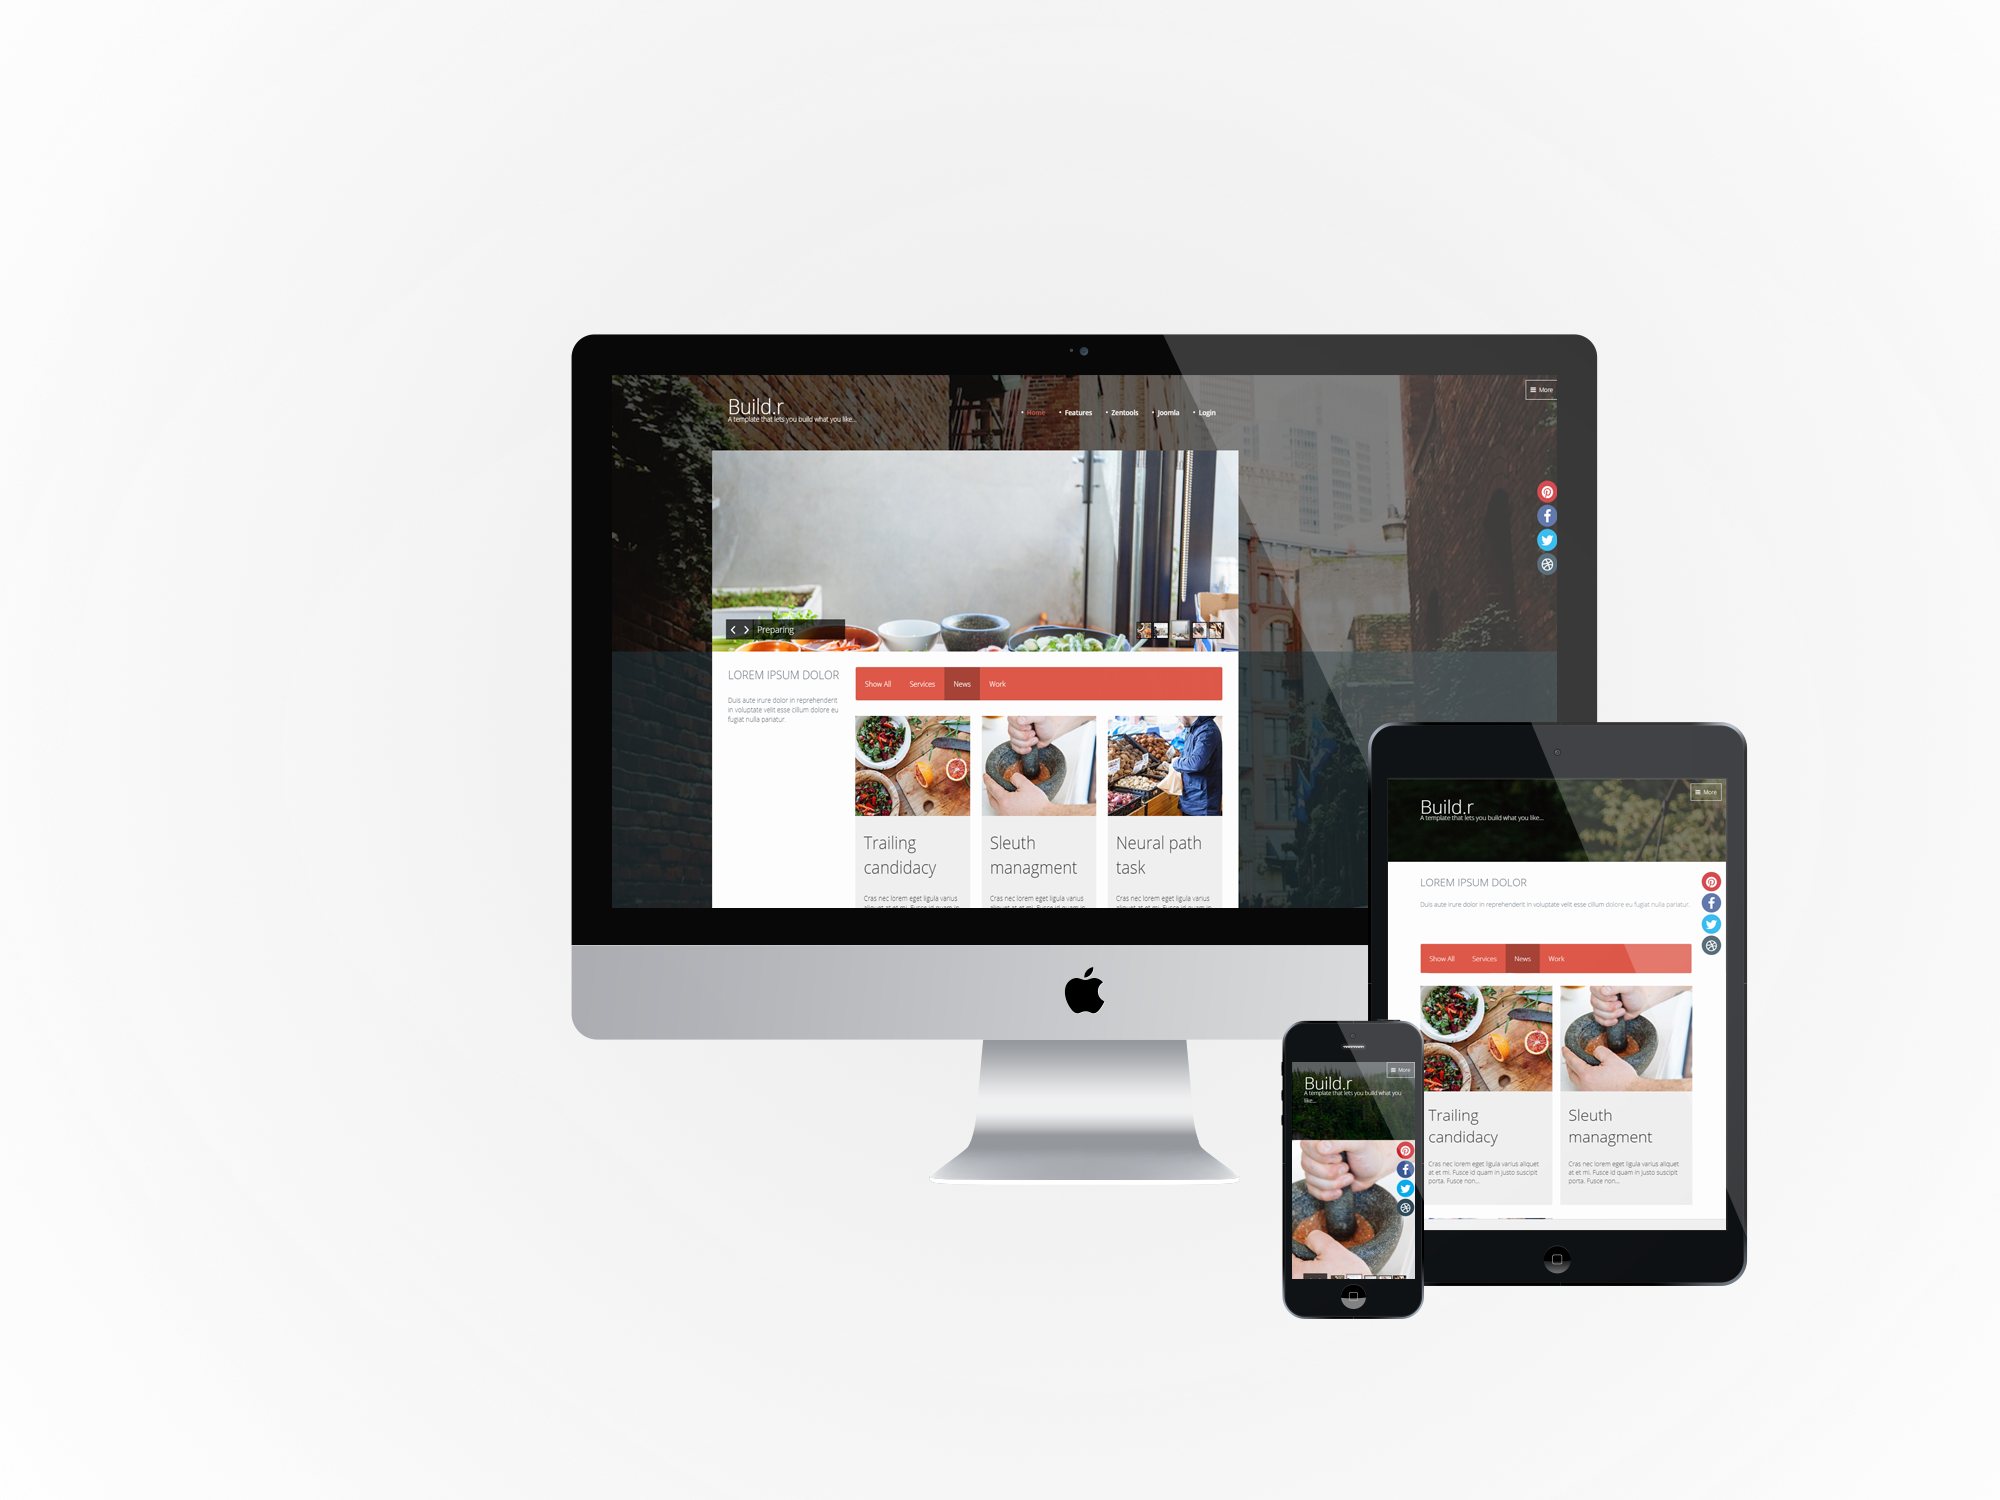 Build.r
A template that lets you build what you like...
Home
Features
Zentools
Joomla
Login
More
Preparing
LOREM IPSUM DOLOR
Duis aute irure dolor in reprehenderit
in voluptate velit esse cillum dolore eu
fugiat nulla pariatur.
Show All
Services
News
Work
Trailing
candidacy
Cras nec lorem eget ligula varius
Sleuth
managment
Cras nec lorem eget ligula varius
Neural path
task
Cras nec lorem eget ligula varius
Build.r
A template that lets you build what you like...
More
LOREM IPSUM DOLOR
Duis aute irure dolor in reprehenderit in voluptate velit esse cillum dolore eu fugiat nulla pariatur.
Show All
Services
News
Work
Trailing
candidacy
Cras nec lorem eget ligula varius aliquet
at et mi. Fusce id quam in justo suscipit
porta. Fusce non...
Sleuth
managment
Cras nec lorem eget ligula varius aliquet
at et mi. Fusce id quam in justo suscipit
porta. Fusce non...
More
Build.r
A template that lets you build what you
like...